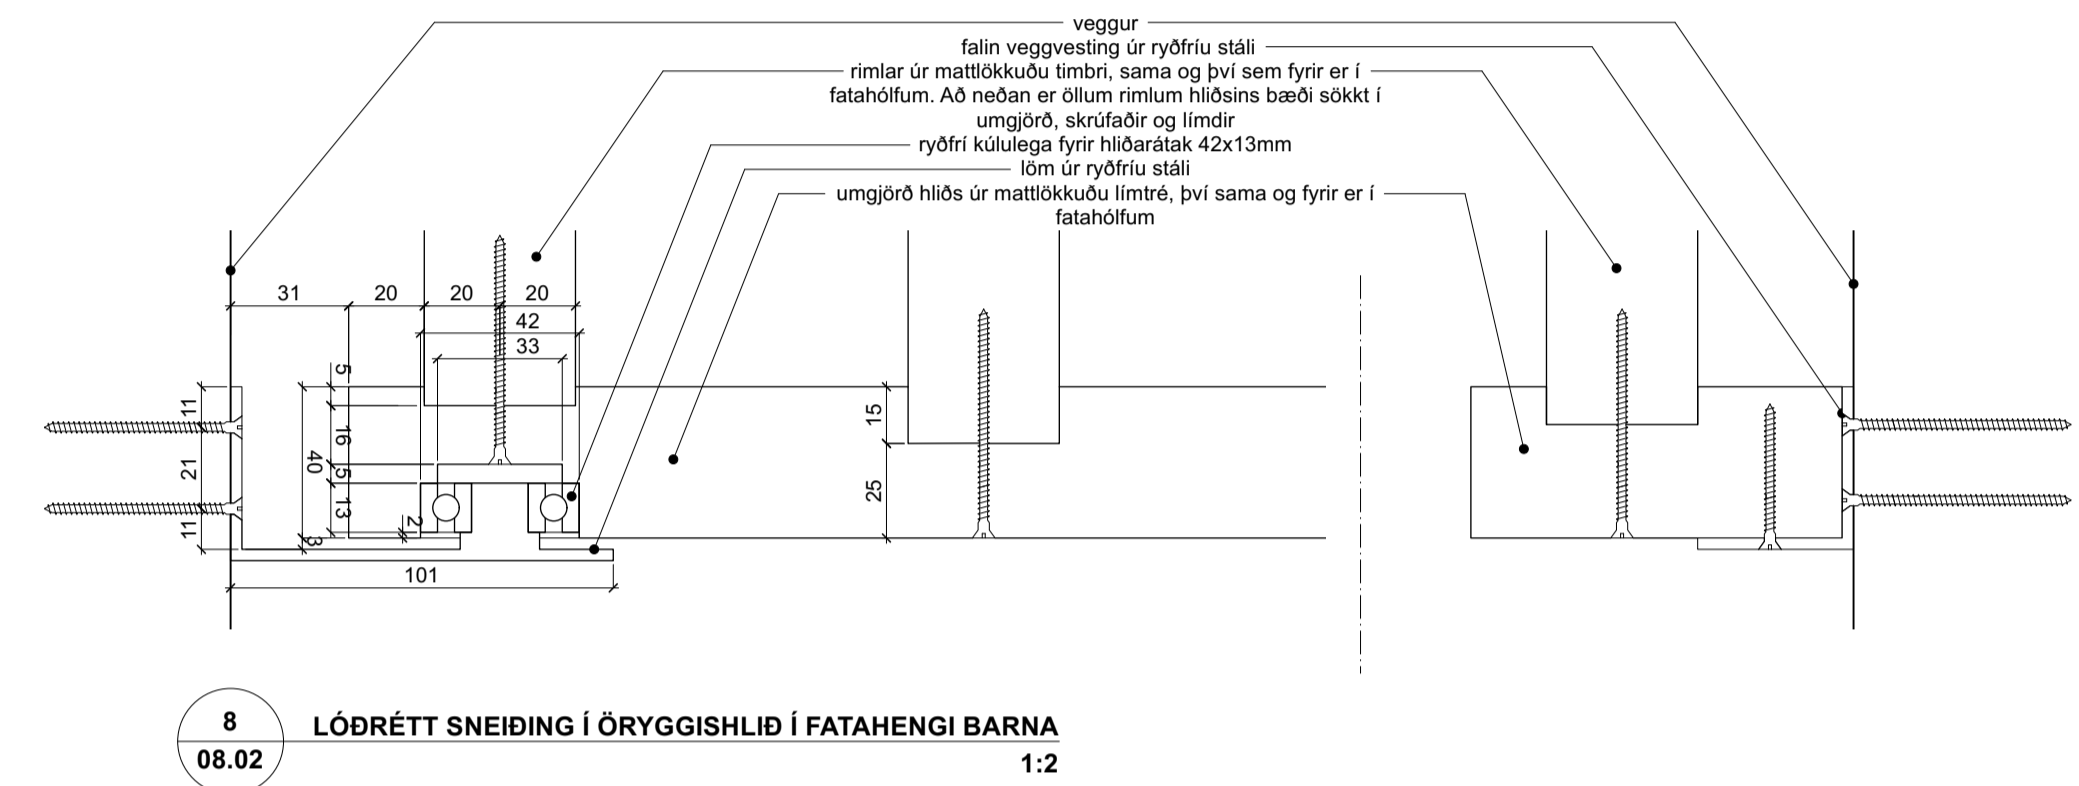 veggur
falin veggvesting úr ryðfríu stáli
rimlar úr mattlökkuðu timbri, sama og því sem fyrir er í
fatahólfum. Að neðan er öllum rimlum hliðsins bæði sökkt í
umgjörð, skrúfaðir og límdir
ryðfrí kúlulega fyrir hliðarátak 42x13mm
löm úr ryðfríu stáli
umgjörð hliðs úr mattlökkuðu límtré, því sama og fyrir er í
fatahólfum
31 20 20 20
42
33
5
11
16
40
21
5
13
2
11
3
15
25
101
8
08.02
LÓÐRÉTT SNEIÐING Í ÖRYGGISHLIÐ Í FATAHENGI BARNA
1:2